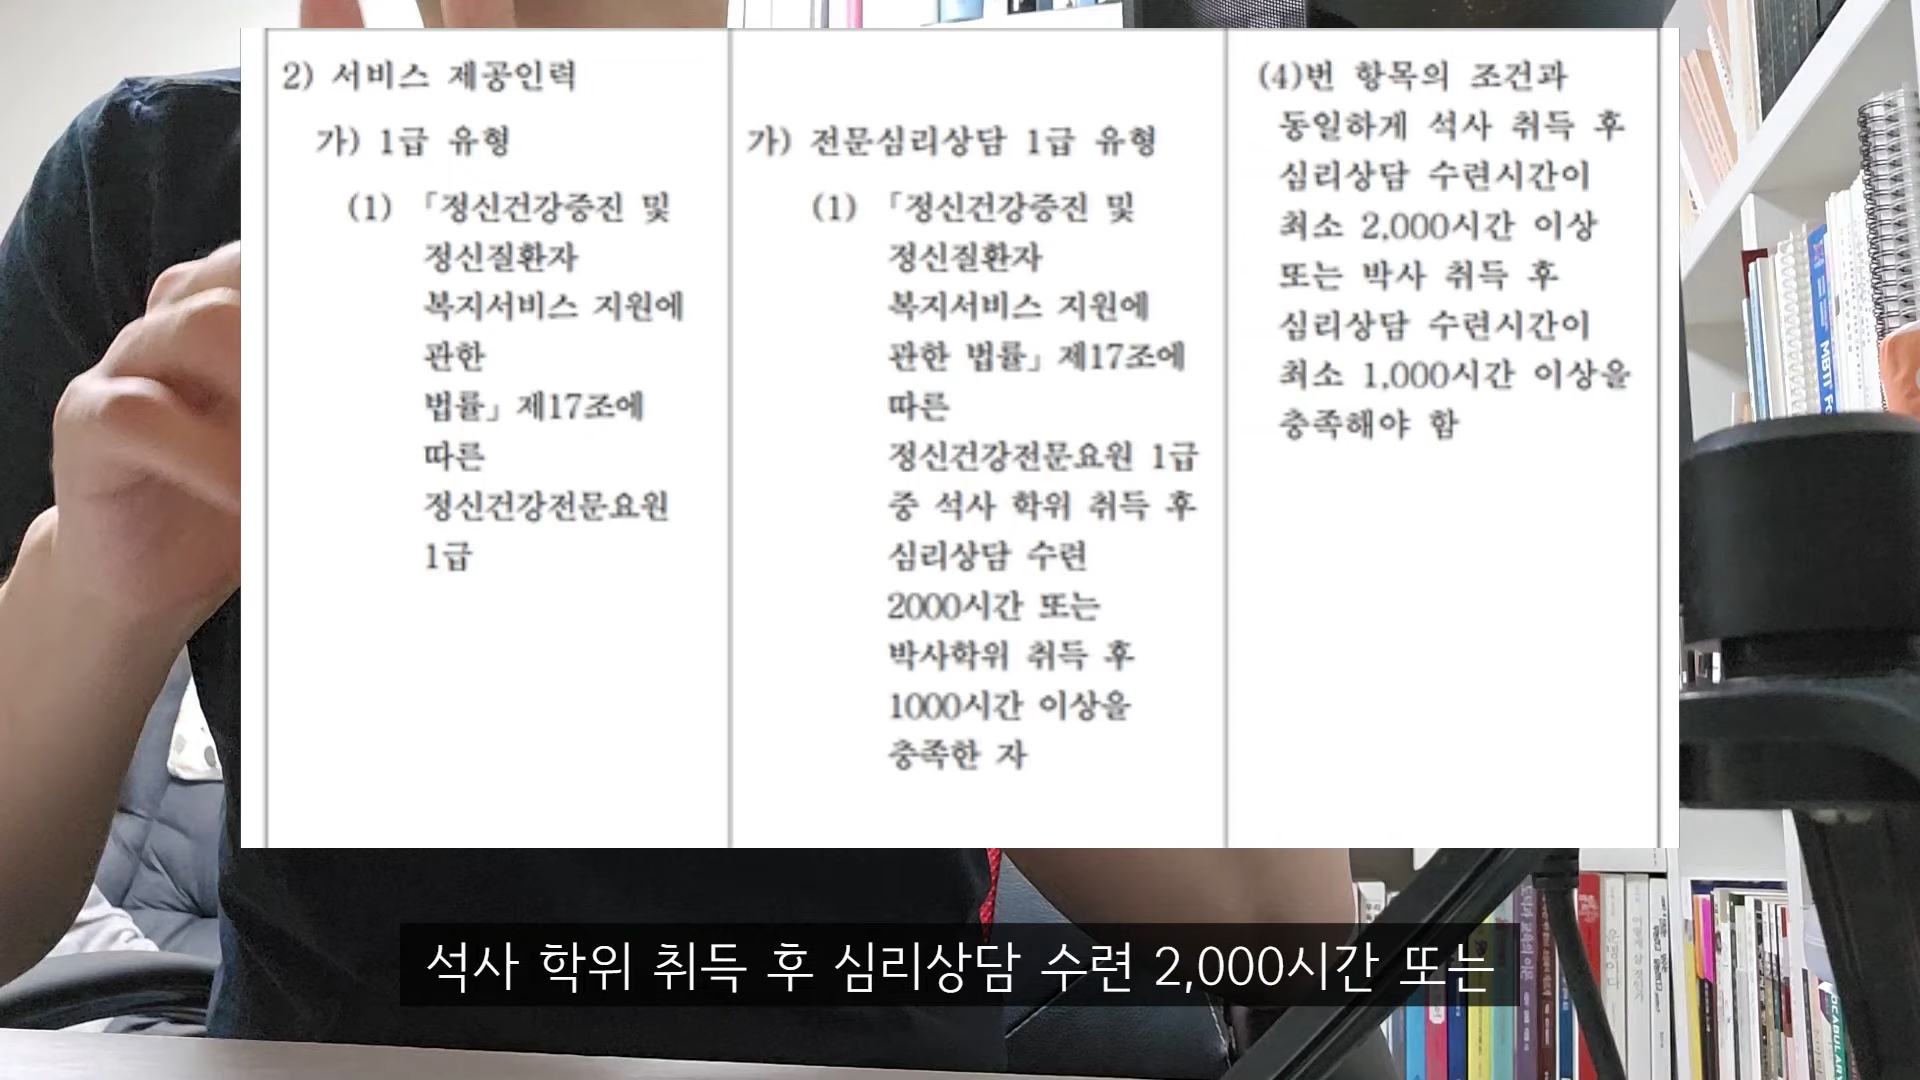 2) 서비스 제공인력
가) 1급 유형
(1) 「정신건강증진 및
정신질환자
복지서비스 지원에
관한
법률」 제17조에
따른
정신건강전문요원
1급
가) 전문심리상담 1급 유형
(1) 「정신건강증진 및
정신질환자
복지서비스 지원에
관한 법률」 제17조에
따른
정신건강전문요원 1급
중 석사 학위 취득 후
심리상담 수련
2000시간 또는
박사학위 취득 후
1000시간 이상을
충족한 자
(4)번 항목의 조건과
동일하게 석사 취득 후
심리상담 수련시간이
최소 2,000시간 이상
또는 박사 취득 후
심리상담 수련시간이
최소 1,000시간 이상을
충족해야 함
MBTI
석사 학위 취득 후 심리상담 수련 2,000시간 또는